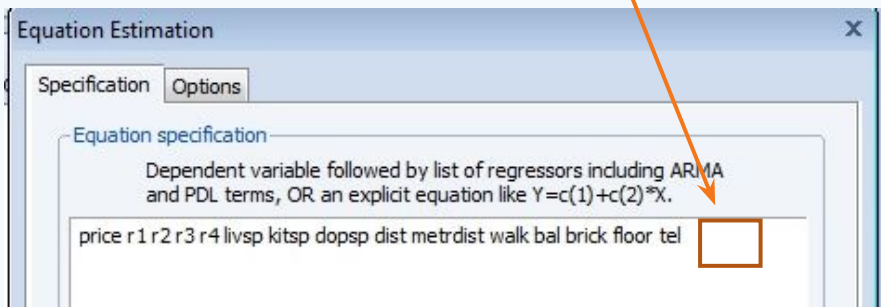 Equation Estimation x
Specification Options
Equation specification
Dependent variable followed by list of regressors including ARMA
and PDL terms, OR an explicit equation like Y=c(1)+c(2)*X.
price r1 r2 r3 r4 livsp kitsp dopsp dist metrdist walk bal brick floor tel